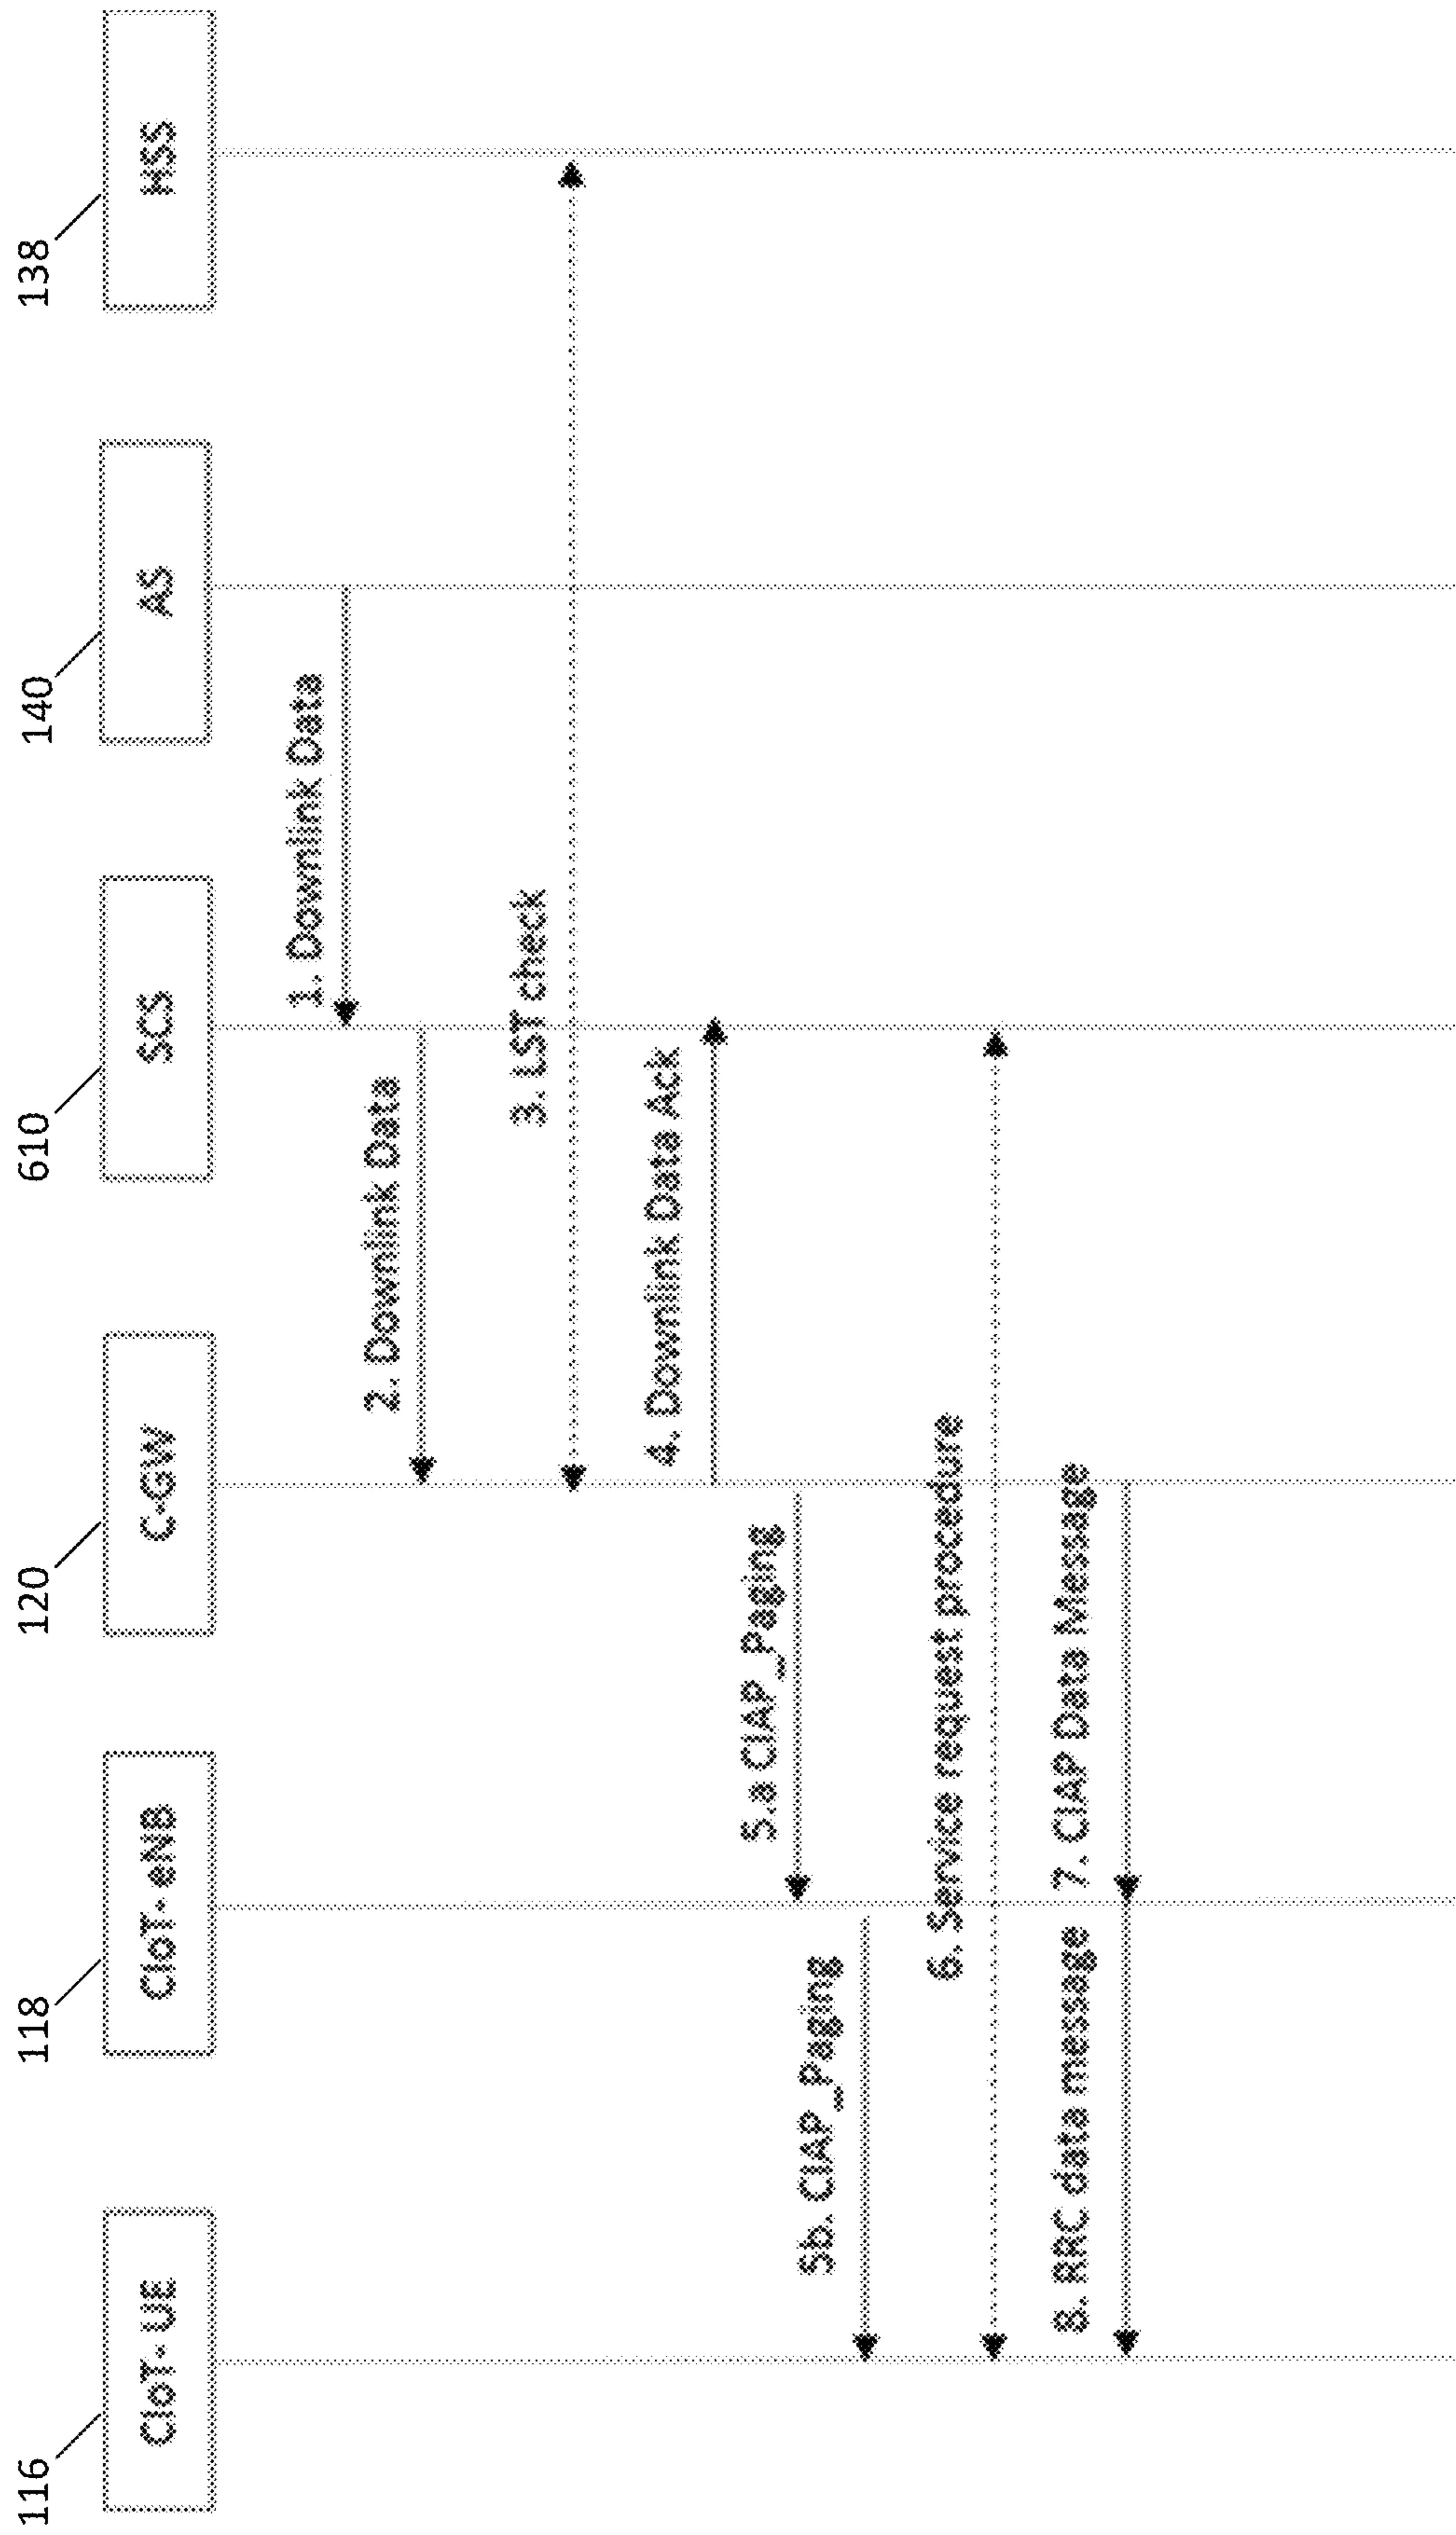 116
CIoT- UE
118
CIoT- eNB
120
C-GW
610
SCS
140
AS
138
HSS
1. Downlink Data
2. Downlink Data
3. LST check
4. Downlink Data Ack
5.a CIAP_Paging
5b. CIAP_Paging
6. Service request procedure
8. RRC data message
7. CIAP Data Message